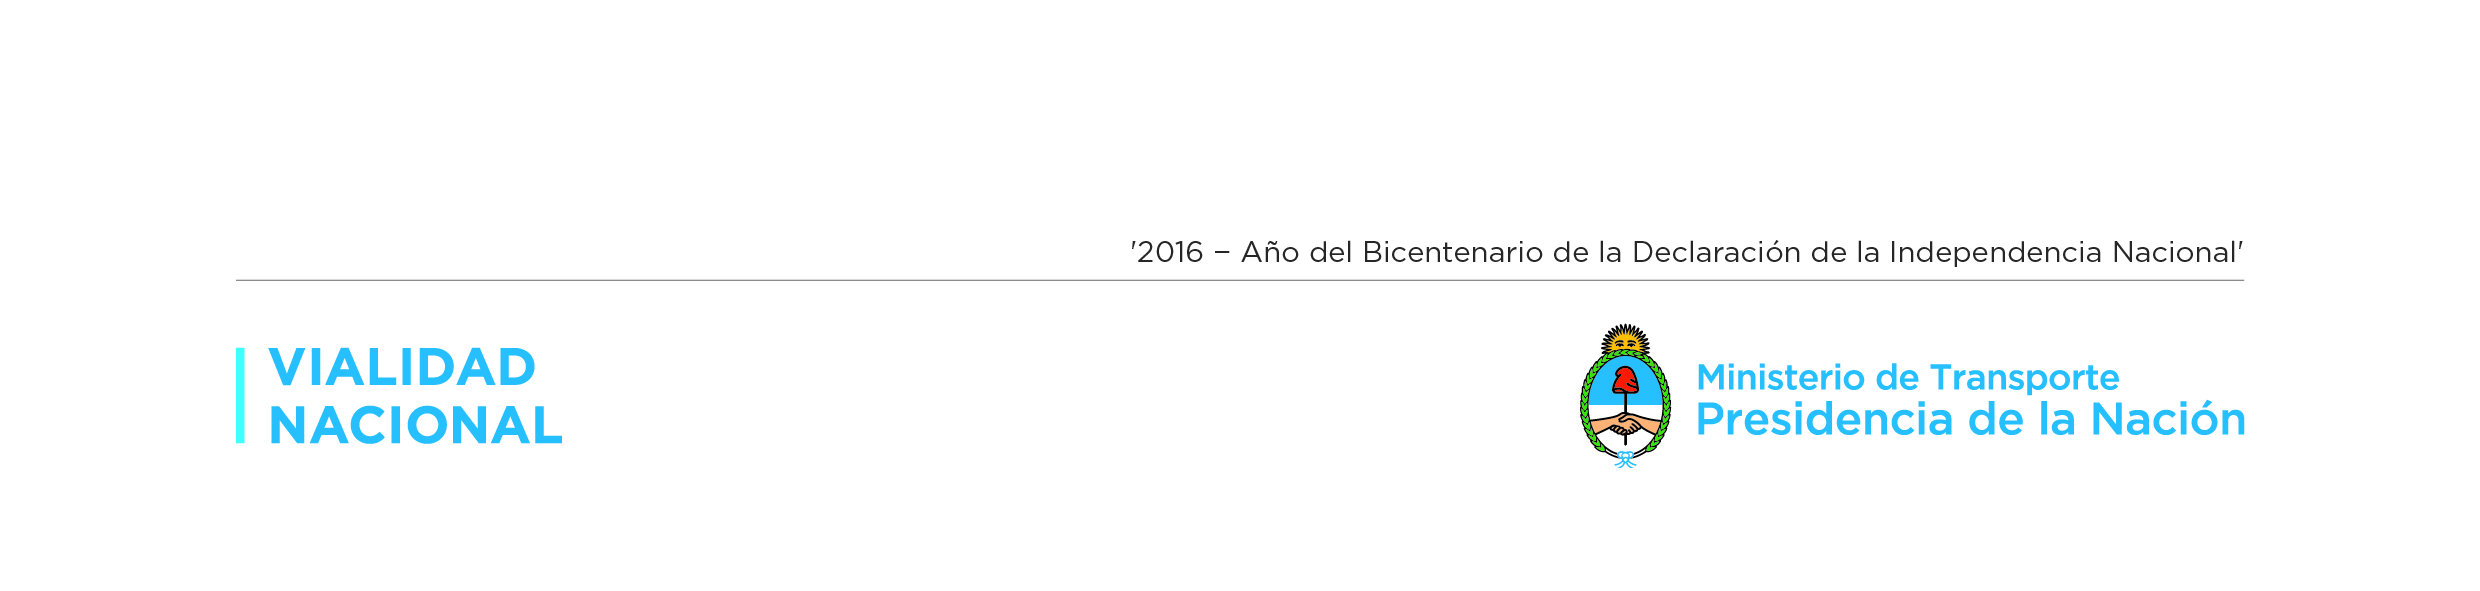 '2016 – Año del Bicentenario de la Declaración de la Independencia Nacional'
VIALIDAD
NACIONAL
Ministerio de Transporte
Presidencia de la Nación